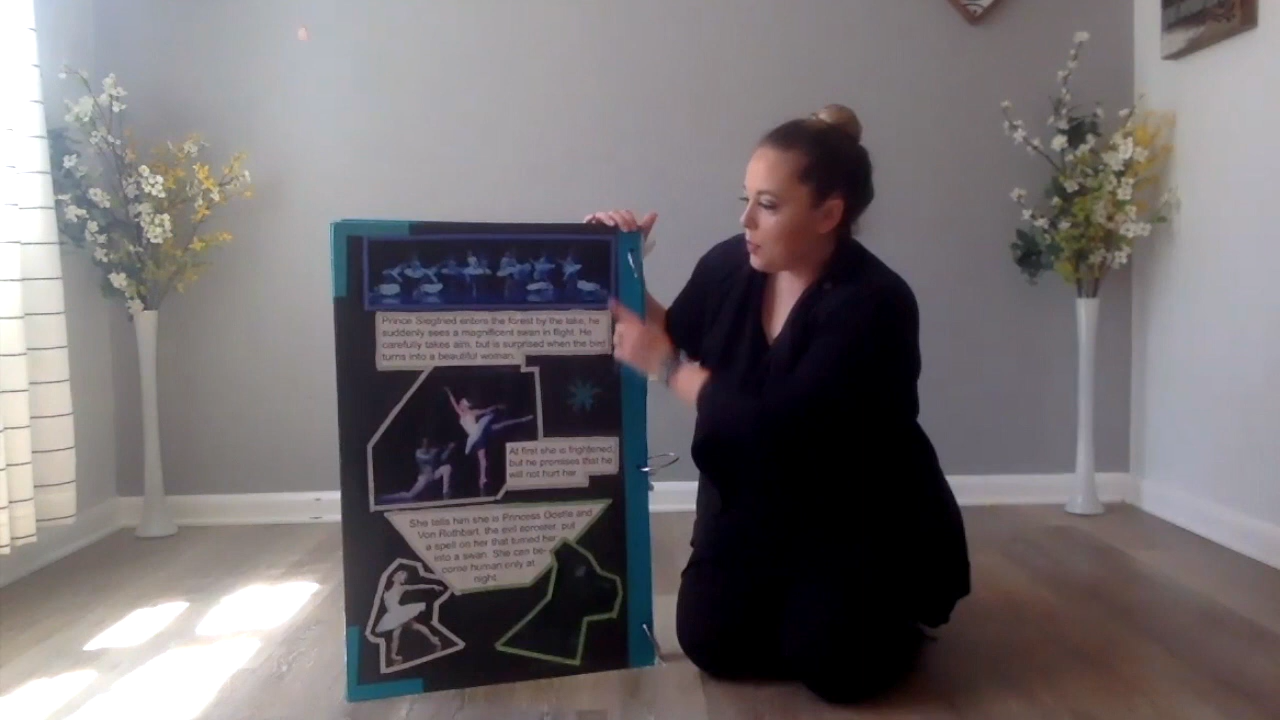 Prince Siegfried enters the forest by the lake, he
suddenly sees a magnificent swan in flight. He
carefully takes aim, but is surprised when the bird
turns into a beautiful woman.
At first she is frightened,
but he promises that he
will not hurt her.
She tells him she is Princess Odette and
Von Rothbart, the evil sorcerer, put
a spell on her that turned her
into a swan. She can be-
come human only at
night.